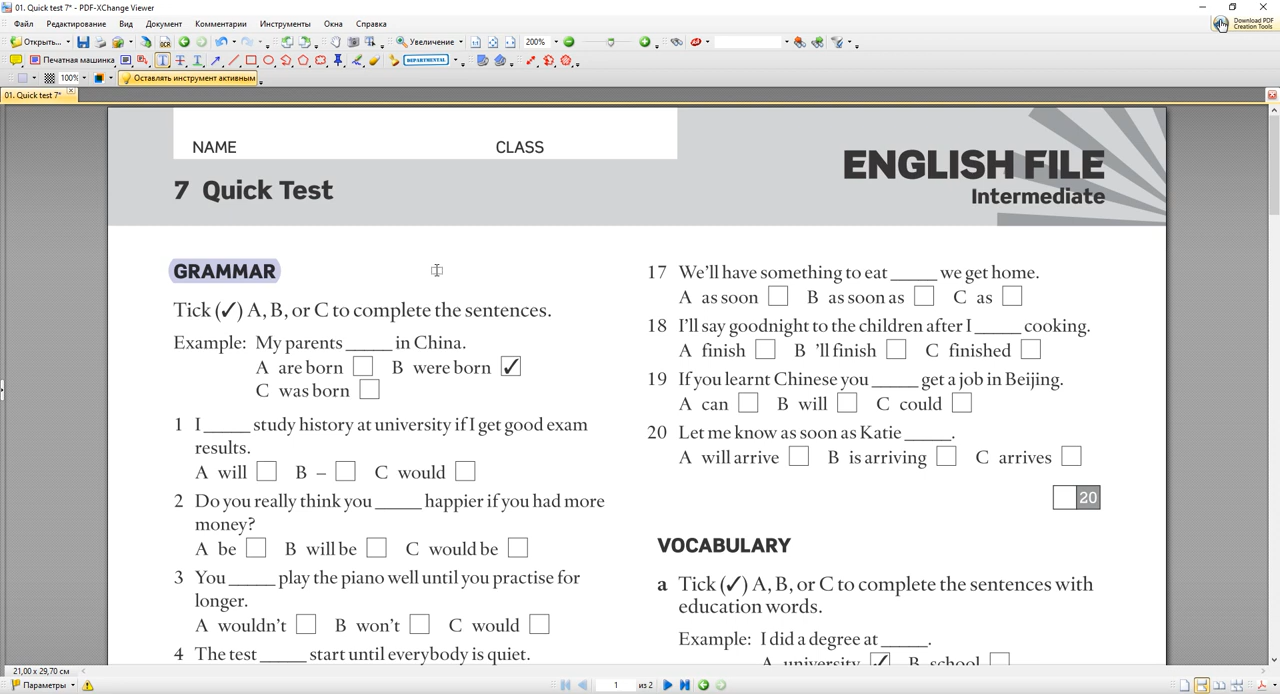 01. Quick test 7* - PDF-XChange Viewer
Файл Редактирование Вид Документ Комментарии Инструменты Окна Справка
Download PDF
Creation Tools
Открыть... OCR Увеличение 200%
Печатная машинка DEPARTMENTAL
100% Оставлять инструмент активным
01. Quick test 7*
NAME CLASS
7 Quick Test
ENGLISH FILE
Intermediate
GRAMMAR
Tick (✓) A, B, or C to complete the sentences.
Example: My parents _____ in China.
A are born B were born ✓
C was born
1 I _____ study history at university if I get good exam
results.
A will B – C would
2 Do you really think you _____ happier if you had more
money?
A be B will be C would be
3 You _____ play the piano well until you practise for
longer.
A wouldn't B won't C would
4 The test _____ start until everybody is quiet.
17 We'll have something to eat _____ we get home.
A as soon B as soon as C as
18 I'll say goodnight to the children after I _____ cooking.
A finish B 'll finish C finished
19 If you learnt Chinese you _____ get a job in Beijing.
A can B will C could
20 Let me know as soon as Katie _____.
A will arrive B is arriving C arrives
20
VOCABULARY
a Tick (✓) A, B, or C to complete the sentences with
education words.
Example: I did a degree at _____.
A university ✓ B school
21,00 x 29,70 см
Параметры 1 из 2